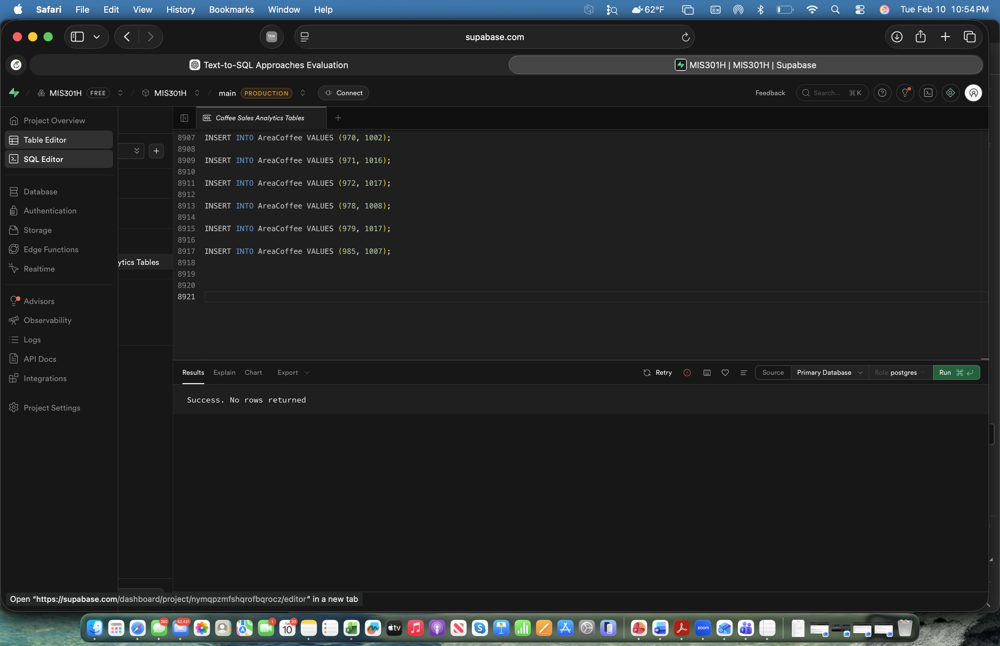 Safari File Edit View History Bookmarks Window Help 62°F Tue Feb 10 10:54 PM
box
supabase.com
Text-to-SQL Approaches Evaluation
MIS301H | MIS301H | Supabase
/ MIS301H FREE / MIS301H / main PRODUCTION Connect Feedback Search... ⌘K
Project Overview
Table Editor
SQL Editor
Database
Authentication
Storage
Edge Functions
Realtime
Advisors
Observability
Logs
API Docs
Integrations
Project Settings
ytics Tables
SQL Coffee Sales Analytics Tables
8907 INSERT INTO AreaCoffee VALUES (970, 1002);
8908
8909 INSERT INTO AreaCoffee VALUES (971, 1016);
8910
8911 INSERT INTO AreaCoffee VALUES (972, 1017);
8912
8913 INSERT INTO AreaCoffee VALUES (978, 1008);
8914
8915 INSERT INTO AreaCoffee VALUES (979, 1017);
8916
8917 INSERT INTO AreaCoffee VALUES (985, 1007);
8918
8919
8920
8921
Results Explain Chart Export Retry Source Primary Database Role postgres Run ⌘
Success. No rows returned
Open “https://supabase.com/dashboard/project/nymqpzmfshqrofbqrocz/editor” in a new tab
292 52,431 1 20
Tue 10 tv zoom